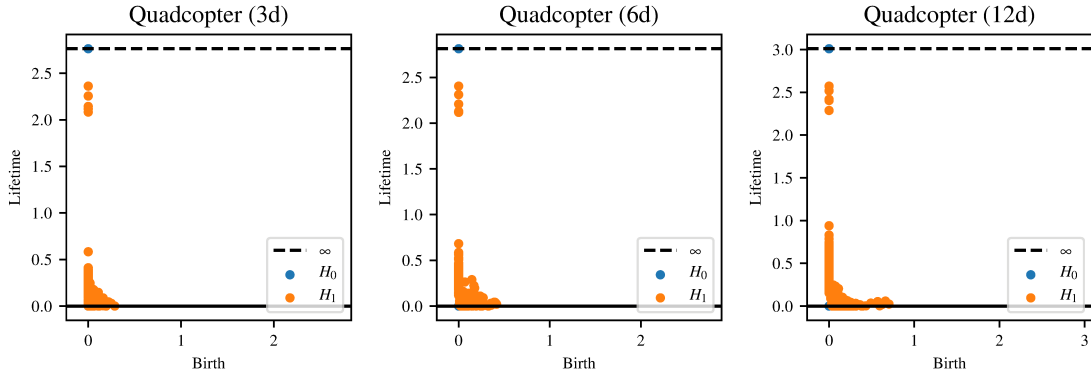 Quadcopter (3d)
Lifetime
2.5
2.0
1.5
1.0
0.5
0.0
0 1 2
Birth
∞
H₀
H₁
Quadcopter (6d)
Lifetime
2.5
2.0
1.5
1.0
0.5
0.0
0 1 2
Birth
∞
H₀
H₁
Quadcopter (12d)
Lifetime
3.0
2.5
2.0
1.5
1.0
0.5
0.0
0 1 2 3
Birth
∞
H₀
H₁